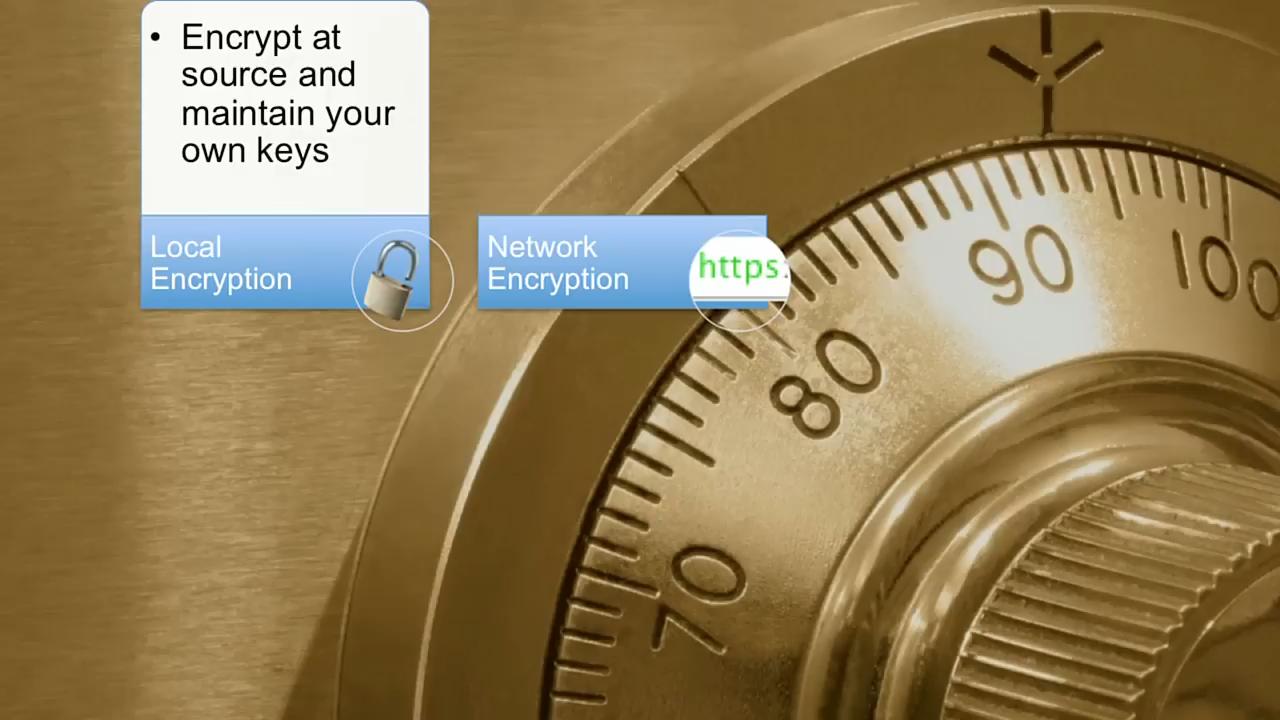 • Encrypt at
source and
maintain your
own keys
Local
Encryption
Network
Encryption
https:
90
100
80
70